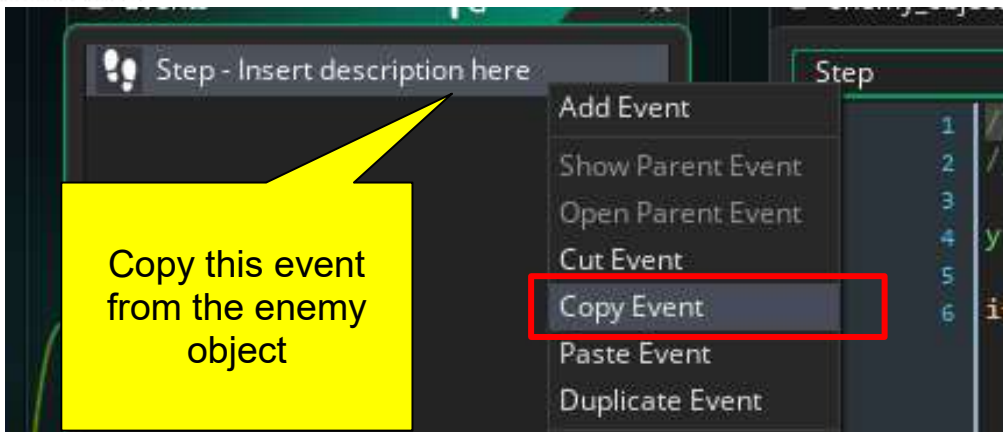 Step - Insert description here
Step
Add Event
1 /
Show Parent Event
2 /
Open Parent Event
3
4 y
Cut Event
5
Copy Event
6 i
Paste Event
Duplicate Event
Copy this event
from the enemy
object